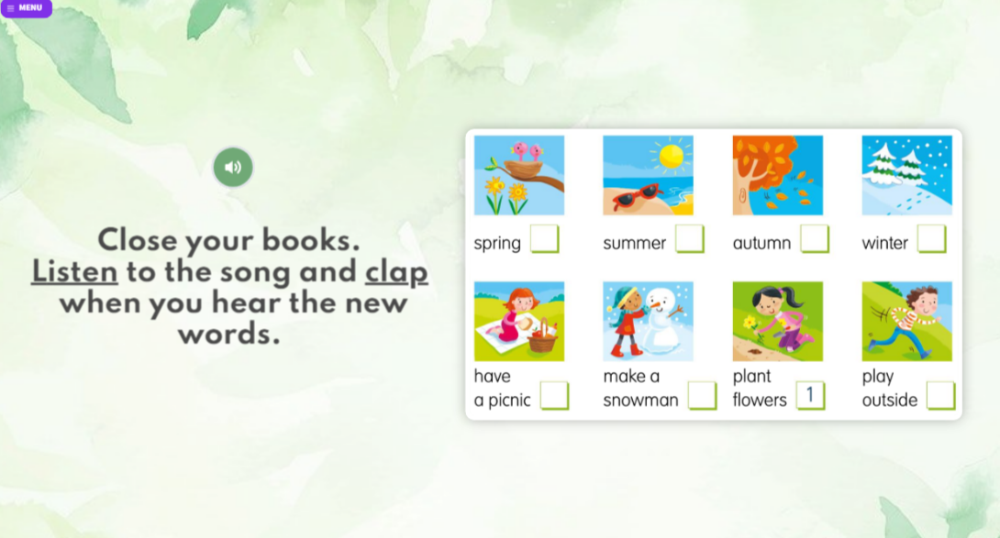 MENU
Close your books.
Listen to the song and clap
when you hear the new
words.
spring
summer
autumn
winter
have
a picnic
make a
snowman
plant
flowers 1
play
outside